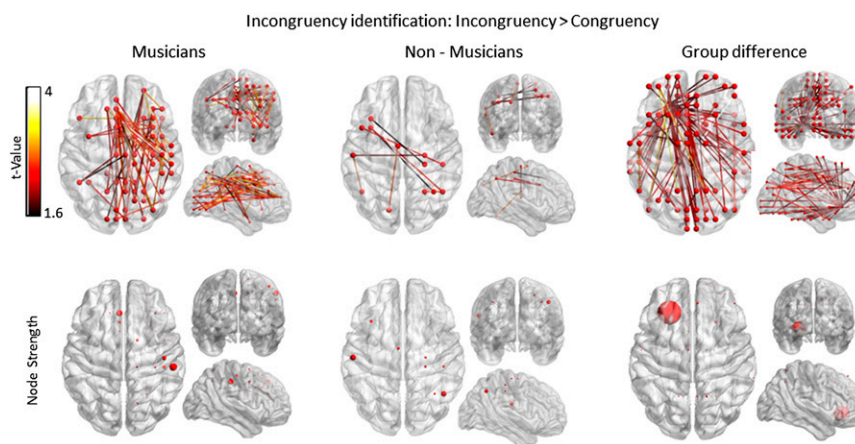 Incongruency identification: Incongruency > Congruency
Musicians
Non - Musicians
Group difference
4
t-Value
1.6
Node Strength